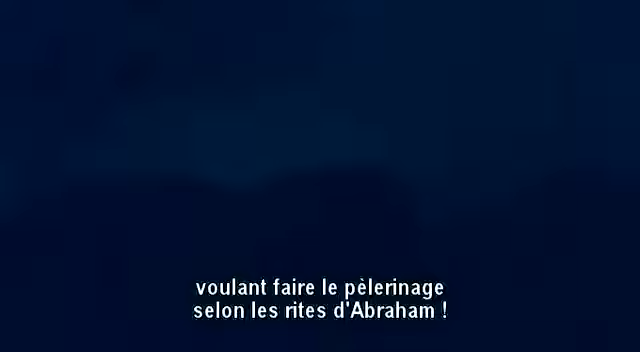 voulant faire le pèlerinage
selon les rites d'Abraham !